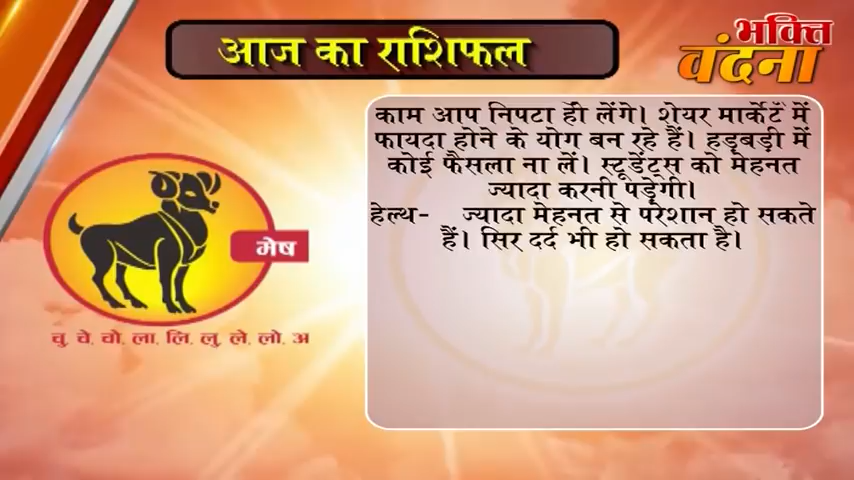 आज का राशिफल
भक्ति
वंदना
काम आप निपटा ही लेंगे। शेयर मार्केट में
फायदा होने के योग बन रहे हैं। हड़बड़ी में
कोई फैसला ना लें। स्टूडेंट्स को मेहनत
ज्यादा करनी पड़ेगी।
हेल्थ- ज्यादा मेहनत से परेशान हो सकते
हैं। सिर दर्द भी हो सकता है।
मेष
चु, चे, चो, ला, लि, लु, ले, लो, अ